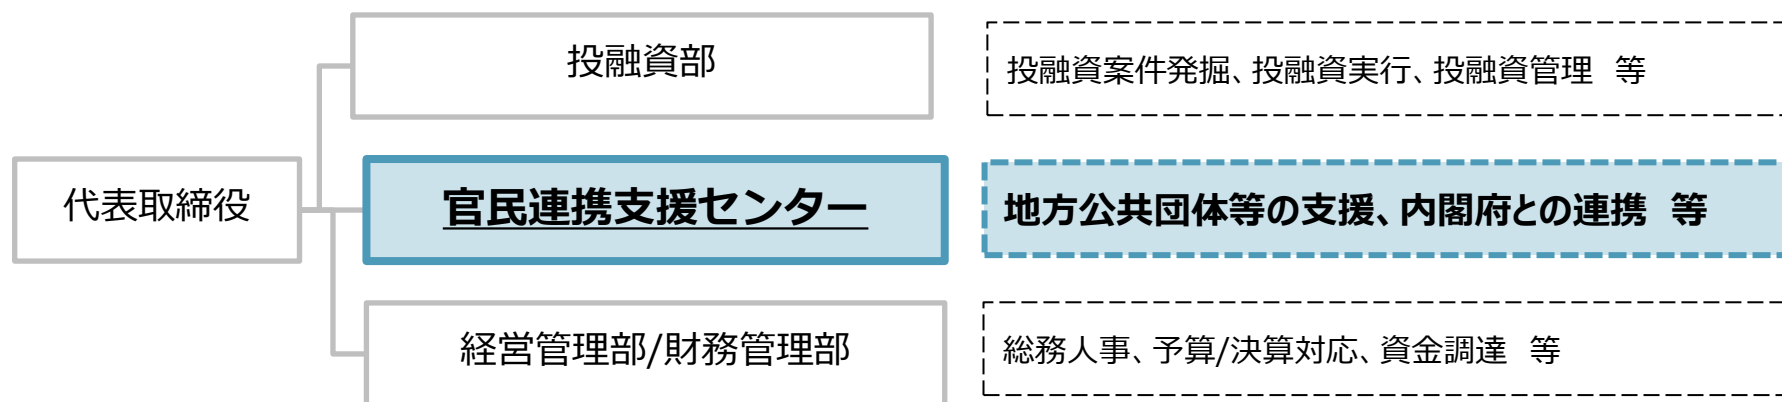 投融資部
投融資案件発掘、投融資実行、投融資管理 等
代表取締役
官民連携支援センター
地方公共団体等の支援、内閣府との連携 等
経営管理部/財務管理部
総務人事、予算/決算対応、資金調達 等